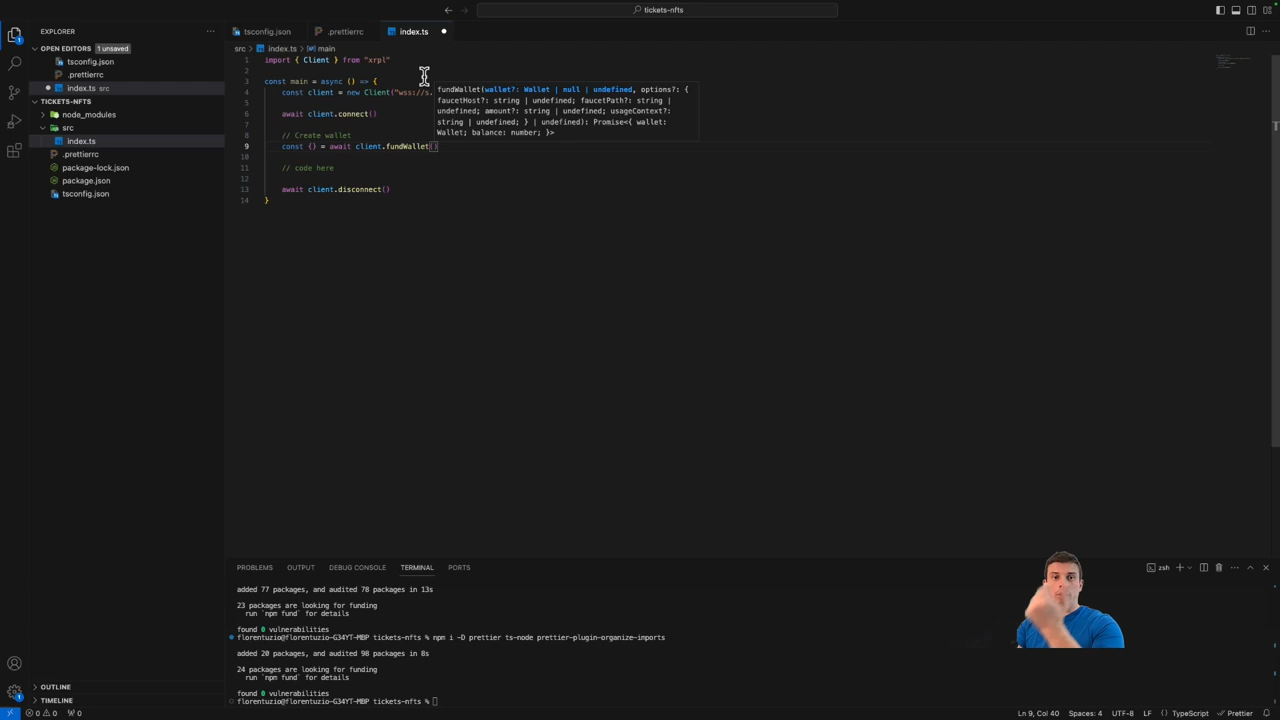 tickets-nfts
EXPLORER
OPEN EDITORS 1 unsaved
tsconfig.json
.prettierrc
index.ts src
TICKETS-NFTS
node_modules
src
index.ts
.prettierrc
package-lock.json
package.json
tsconfig.json
OUTLINE
TIMELINE
tsconfig.json .prettierrc index.ts
src > index.ts > main
1 import { Client } from "xrpl"
2
3 const main = async () => {
4 const client = new Client("wss://s.
5
6 await client.connect()
7
8 // Create wallet
9 const () = await client.fundWallet()
10
11 // code here
12
13 await client.disconnect()
14 }
fundWallet(wallet?: Wallet | null | undefined, options?: {
faucetHost?: string | undefined; faucetPath?: string |
undefined; amount?: string | undefined; usageContext?:
string | undefined; } | undefined): Promise<{ wallet:
Wallet; balance: number; }>
PROBLEMS OUTPUT DEBUG CONSOLE TERMINAL PORTS
zsh
added 77 packages, and audited 78 packages in 13s
23 packages are looking for funding
run `npm fund` for details
found 0 vulnerabilities
florentuzio@florentuzio-G34YT-MBP tickets-nfts % npm i -D prettier ts-node prettier-plugin-organize-imports
added 20 packages, and audited 98 packages in 8s
24 packages are looking for funding
run `npm fund` for details
found 0 vulnerabilities
florentuzio@florentuzio-G34YT-MBP tickets-nfts %
0 0 0 Ln 9, Col 40 Spaces: 4 UTF-8 LF {} TypeScript Prettier